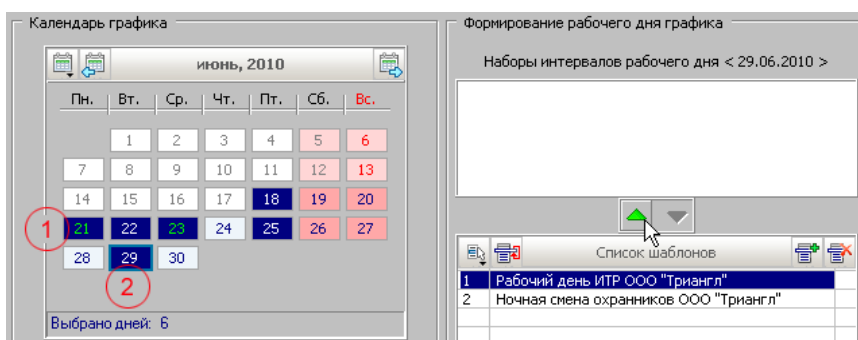 Календарь графика
июнь, 2010
Пн. Вт. Ср. Чт. Пт. Сб. Вс.
1 2 3 4 5 6
7 8 9 10 11 12 13
14 15 16 17 18 19 20
1 21 22 23 24 25 26 27
28 29 30
2
Выбрано дней: 6
Формирование рабочего дня графика
Наборы интервалов рабочего дня < 29.06.2010 >
Список шаблонов
1 Рабочий день ИТР ООО "Триангл"
2 Ночная смена охранников ООО "Триангл"